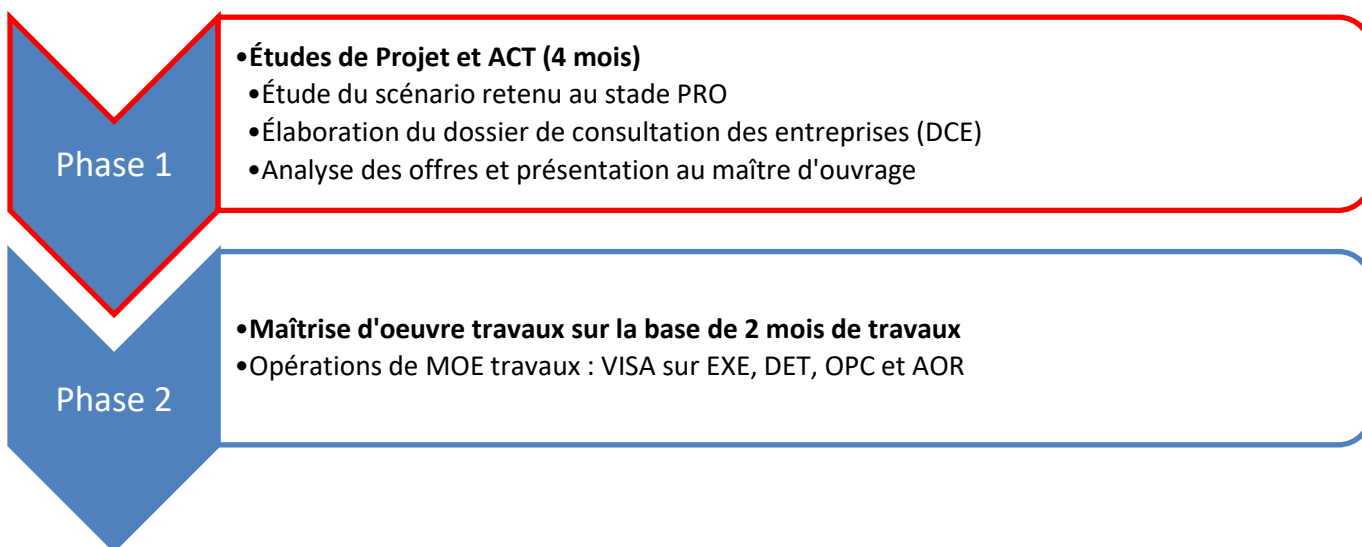 Phase 1
•Études de Projet et ACT (4 mois)
•Étude du scénario retenu au stade PRO
•Élaboration du dossier de consultation des entreprises (DCE)
•Analyse des offres et présentation au maître d'ouvrage
Phase 2
•Maîtrise d'oeuvre travaux sur la base de 2 mois de travaux
•Opérations de MOE travaux : VISA sur EXE, DET, OPC et AOR